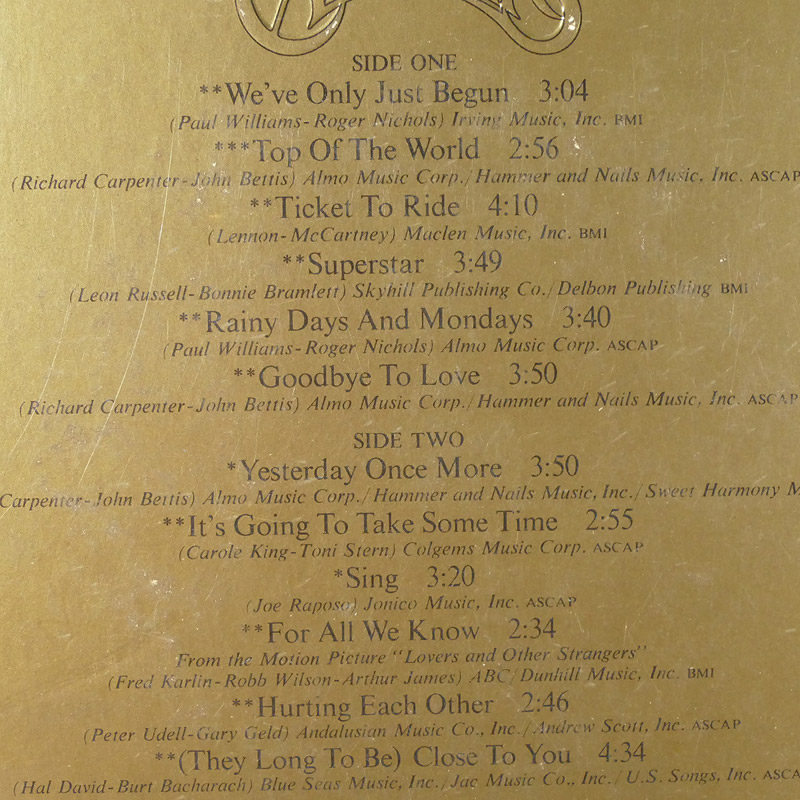 SIDE ONE
**We've Only Just Begun 3:04
(Paul Williams-Roger Nichols) Irving Music, Inc. BMI
***Top Of The World 2:56
(Richard Carpenter-John Bettis) Almo Music Corp./Hammer and Nails Music, Inc. ASCAP
**Ticket To Ride 4:10
(Lennon-McCartney) Maclen Music, Inc. BMI
**Superstar 3:49
(Leon Russell-Bonnie Bramlett) Skyhill Publishing Co./Delbon Publishing BMI
**Rainy Days And Mondays 3:40
(Paul Williams-Roger Nichols) Almo Music Corp. ASCAP
**Goodbye To Love 3:50
(Richard Carpenter-John Bettis) Almo Music Corp./Hammer and Nails Music, Inc. ASCAP
SIDE TWO
*Yesterday Once More 3:50
Carpenter-John Bettis) Almo Music Corp./Hammer and Nails Music, Inc./Sweet Harmony M
**It's Going To Take Some Time 2:55
(Carole King-Toni Stern) Colgems Music Corp. ASCAP
*Sing 3:20
(Joe Raposo) Jonico Music, Inc. ASCAP
**For All We Know 2:34
From the Motion Picture "Lovers and Other Strangers"
(Fred Karlin-Robb Wilson-Arthur James) ABC/Dunhill Music, Inc. BMI
**Hurting Each Other 2:46
(Peter Udell-Gary Geld) Andalusian Music Co., Inc./Andrew Scott, Inc. ASCAP
**(They Long To Be) Close To You 4:34
(Hal David-Burt Bacharach) Blue Seas Music, Inc./Jac Music Co., Inc./U.S. Songs, Inc. ASCA